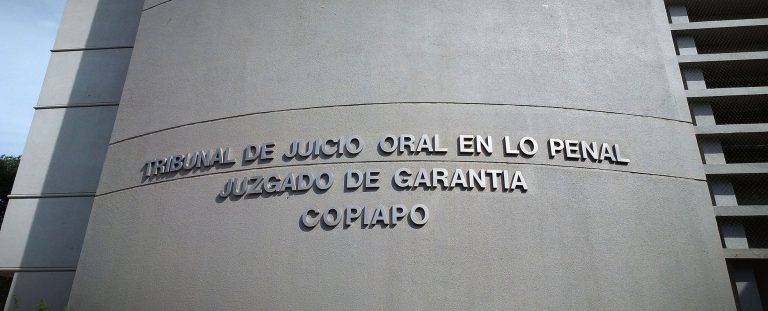 TRIBUNAL DE JUICIO ORAL EN LO PENAL
JUZGADO DE GARANTIA
COPIAPO